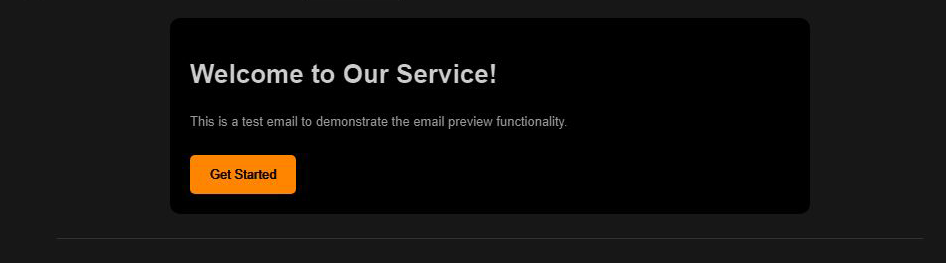 Welcome to Our Service!
This is a test email to demonstrate the email preview functionality.
Get Started